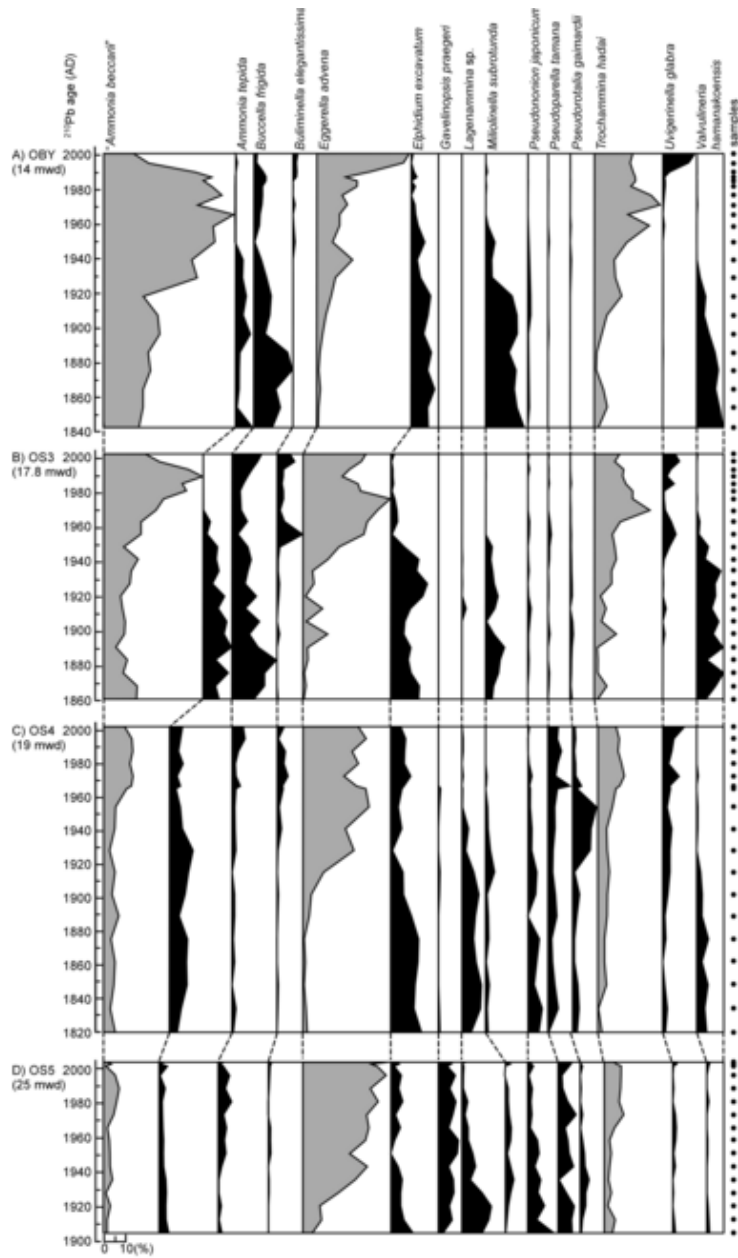 ²¹⁰Pb age (AD)
"Ammonia beccarii"
Ammonia tepida
Buccella frigida
Buliminella elegantissima
Eggerella advena
Elphidium excavatum
Gavelinopsis praegeri
Lagenammina sp.
Miliolinella subrotunda
Pseudononion japonicum
Pseudoparella tamana
Pseudorotalia gaimardii
Trochammina hadai
Uvigerinella glabra
Valvulineria
hamanakoensis
samples
A) OBY
(14 mwd)
2000
1980
1960
1940
1920
1900
1880
1860
1840
B) OS3
(17.8 mwd)
2000
1980
1960
1940
1920
1900
1880
1860
C) OS4
(19 mwd)
2000
1980
1960
1940
1920
1900
1880
1860
1840
1820
D) OS5
(25 mwd)
2000
1980
1960
1940
1920
1900
0 10(%)